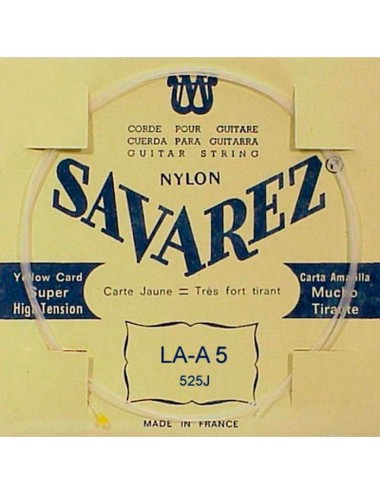 CORDE POUR GUITARE
CUERDA PARA GUITARRA
GUITAR STRING
NYLON
SAVAREZ®
Yellow Card
Super
High Tension
Carte Jaune = Très fort tirant
Carta Amarilla
Mucho
Tirante
LA-A 5
525J
MADE IN FRANCE